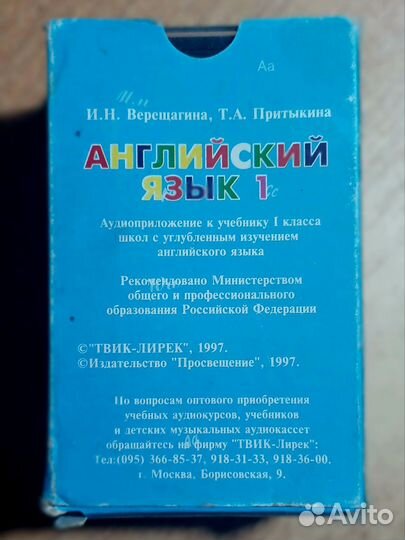 Aa
И.Н. Верещагина, Т.А. Притыкина
АНГЛИЙСКИЙ
ЯЗЫК 1
Аудиоприложение к учебнику I класса
школ с углубленным изучением
английского языка
Рекомендовано Министерством
общего и профессионального
образования Российской Федерации
©"ТВИК-ЛИРЕК", 1997.
©Издательство "Просвещение", 1997.
По вопросам оптового приобретения
учебных аудиокурсов, учебников
и детских музыкальных аудиокассет
обращайтесь на фирму "ТВИК-Лирек":
Тел:(095) 366-85-37, 918-31-33, 918-36-00.
г. Москва, Борисовская, 9.
Avito